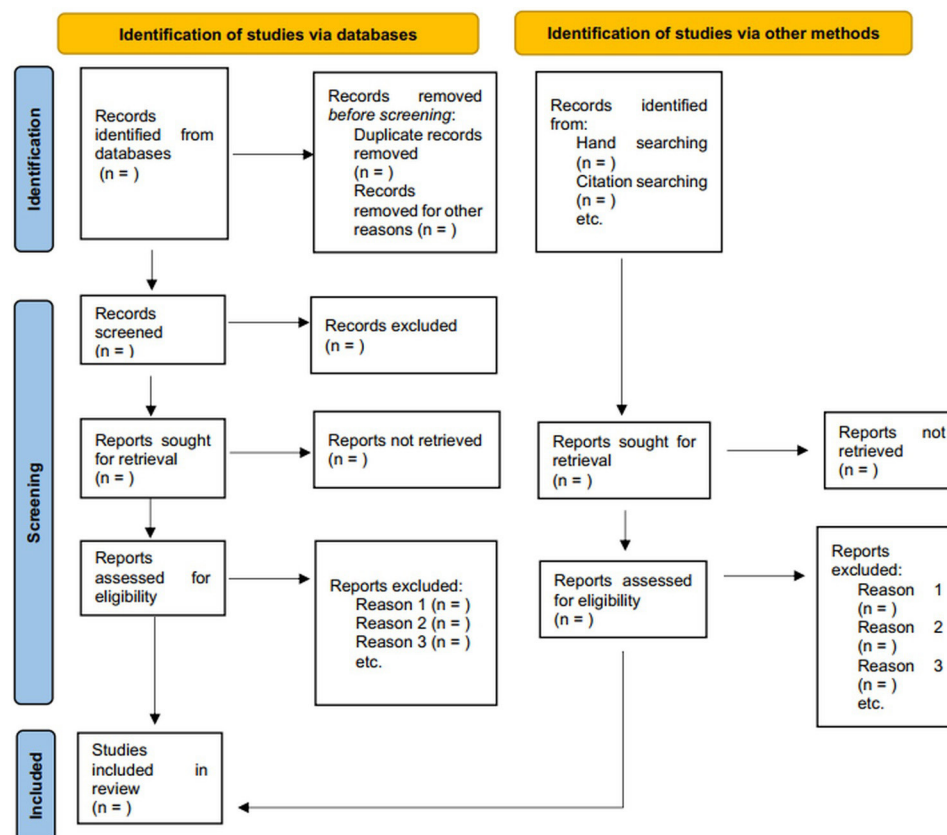 Identification of studies via databases
Identification of studies via other methods
Identification
Records
identified from
databases
(n = )
Records removed
before screening:
Duplicate records
removed
(n = )
Records
removed for other
reasons (n = )
Records identified
from:
Hand searching
(n = )
Citation searching
(n = )
etc.
Screening
Records
screened
(n = )
Records excluded
(n = )
Reports sought
for retrieval
(n = )
Reports not retrieved
(n = )
Reports sought for
retrieval
(n = )
Reports not
retrieved
(n = )
Reports
assessed for
eligibility
Reports excluded:
Reason 1 (n = )
Reason 2 (n = )
Reason 3 (n = )
etc.
Reports assessed
for eligibility
(n = )
Reports
excluded:
Reason 1
(n = )
Reason 2
(n = )
Reason 3
(n = )
etc.
Included
Studies
included in
review
(n = )